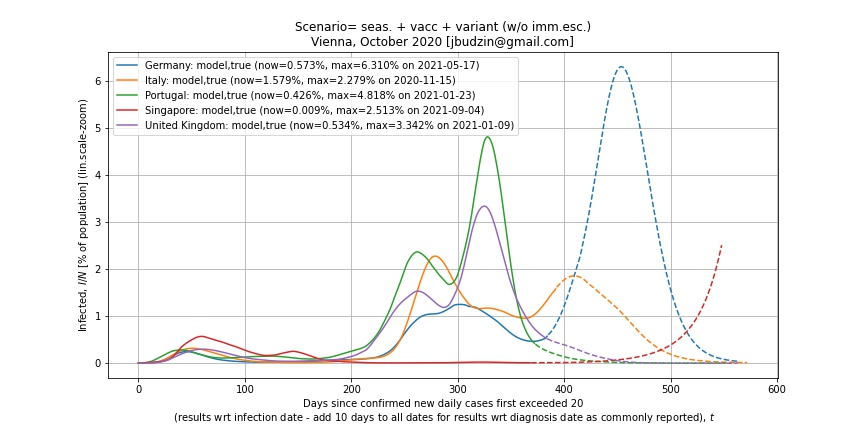 Scenario= seas. + vacc + variant (w/o imm.esc.)
Vienna, October 2020 [jbudzin@gmail.com]
Germany: model,true (now=0.573%, max=6.310% on 2021-05-17)
Italy: model,true (now=1.579%, max=2.279% on 2020-11-15)
Portugal: model,true (now=0.426%, max=4.818% on 2021-01-23)
Singapore: model,true (now=0.009%, max=2.513% on 2021-09-04)
United Kingdom: model,true (now=0.534%, max=3.342% on 2021-01-09)
Infected, I/N [% of population] (lin.scale-zoom)
6
5
4
3
2
1
0
0 100 200 300 400 500 600
Days since confirmed new daily cases first exceeded 20
(results wrt infection date - add 10 days to all dates for results wrt diagnosis date as commonly reported), t